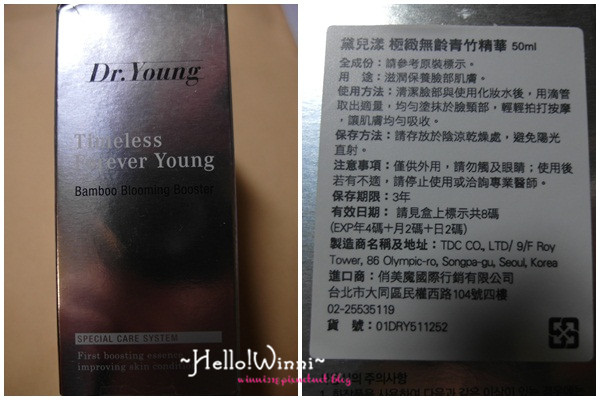 Dr.Young
Timeless
Forever Young
Bamboo Blooming Booster
SPECIAL CARE SYSTEM
First boosting essence
improving skin condition
~Hello!Winni~
黛兒漾 極緻無齡青竹精華 50ml
全成份：請參考原裝標示。
用　途：滋潤保養臉部肌膚。
使用方法：清潔臉部與使用化妝水後，用滴管
取出適量，均勻塗抹於臉頸部，輕輕拍打按摩
，讓肌膚均勻吸收。
保存方法：請存放於陰涼乾燥處，避免陽光
直射。
注意事項：僅供外用，請勿觸及眼睛；使用後
若有不適，請停止使用或洽詢專業醫師。
保存期限：3年
有效日期： 請見盒上標示共8碼
(EXP年4碼＋月2碼＋日2碼)
製造商名稱及地址：TDC CO., LTD/ 9/F Roy
Tower, 86 Olympic-ro, Songpa-gu, Seoul, Korea
進口商：俏美魔國際行銷有限公司
台北市大同區民權西路104號四樓
02-25535119
貨　號：01DRY511252
의 주의사항